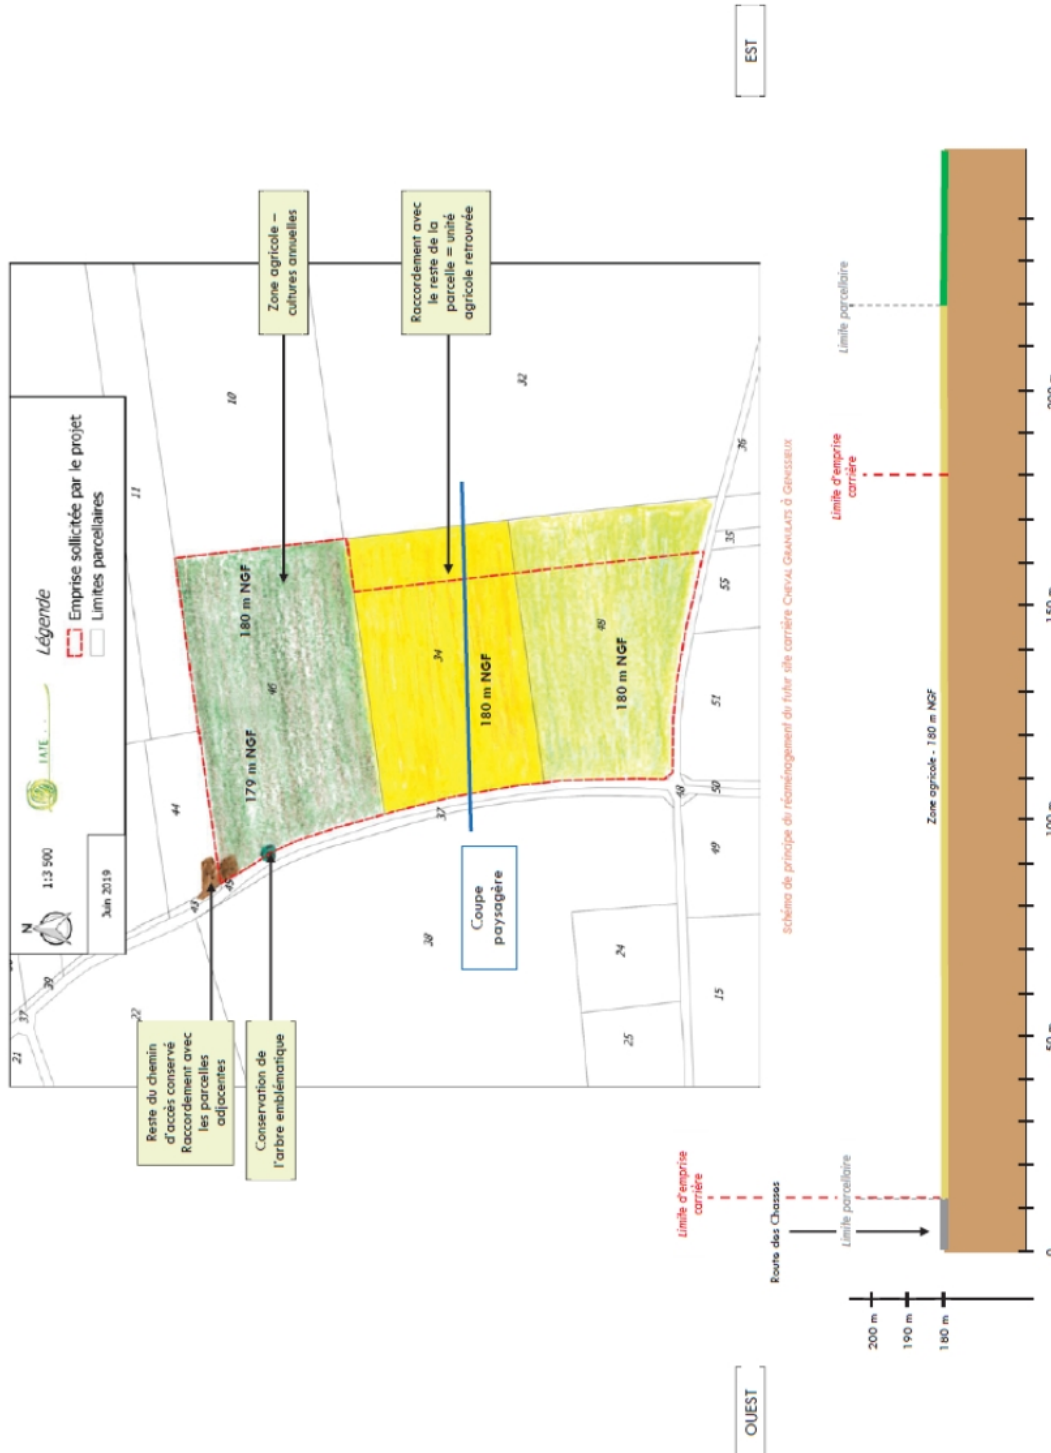 Légende
Emprise sollicitée par le projet
Limites parcellaires
N
1:3 500
Juin 2019
Reste du chemin
d'accès conservé
Raccordement avec
les parcelles
adjacentes
Conservation de
l'arbre emblématique
Zone agricole –
cultures annuelles
Raccordement avec
le reste de la
parcelle = unité
agricole retrouvée
Coupe
paysagère
179 m NGF
180 m NGF
180 m NGF
180 m NGF
21
37
39
22
44
11
10
43
45
46
34
37
32
38
48
24
25
15
49
50
48
51
55
35
36
Schéma de principe du réaménagement du futur site carrière CHEVAL GRANULATS à GENISSIEUX
OUEST
EST
Limite d'emprise
carrière
Route des Chasses
Limite parcellaire
Zone agricole - 180 m NGF
Limite d'emprise
carrière
Limite parcellaire
200 m
190 m
180 m